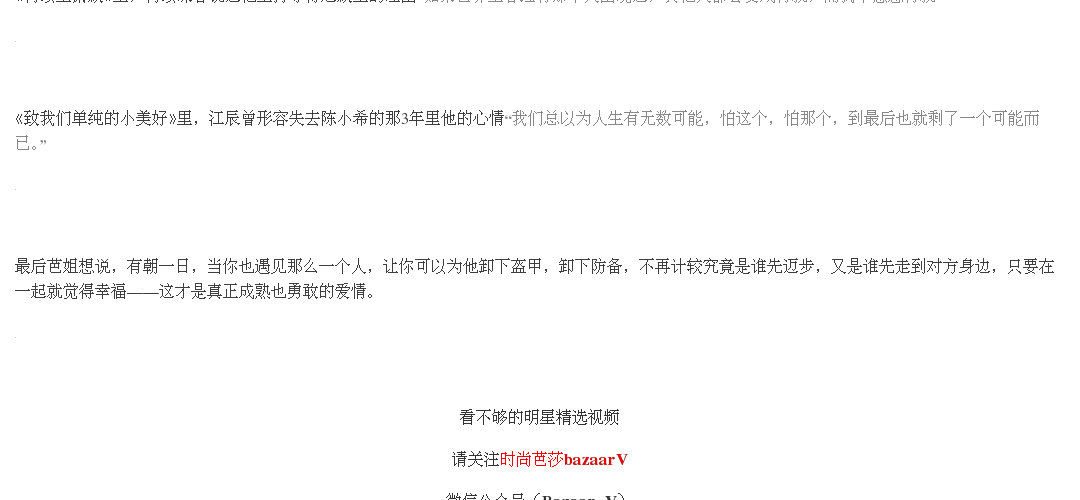 《致我们单纯的小美好》里，江辰曾形容失去陈小希的那3年里他的心情“我们总以为人生有无数可能，怕这个，怕那个，到最后也就剩了一个可能而
已。”
最后芭姐想说，有朝一日，当你也遇见那么一个人，让你可以为他卸下盔甲，卸下防备，不再计较究竟是谁先迈步，又是谁先走到对方身边，只要在
一起就觉得幸福——这才是真正成熟也勇敢的爱情。
看不够的明星精选视频
请关注时尚芭莎bazaarV